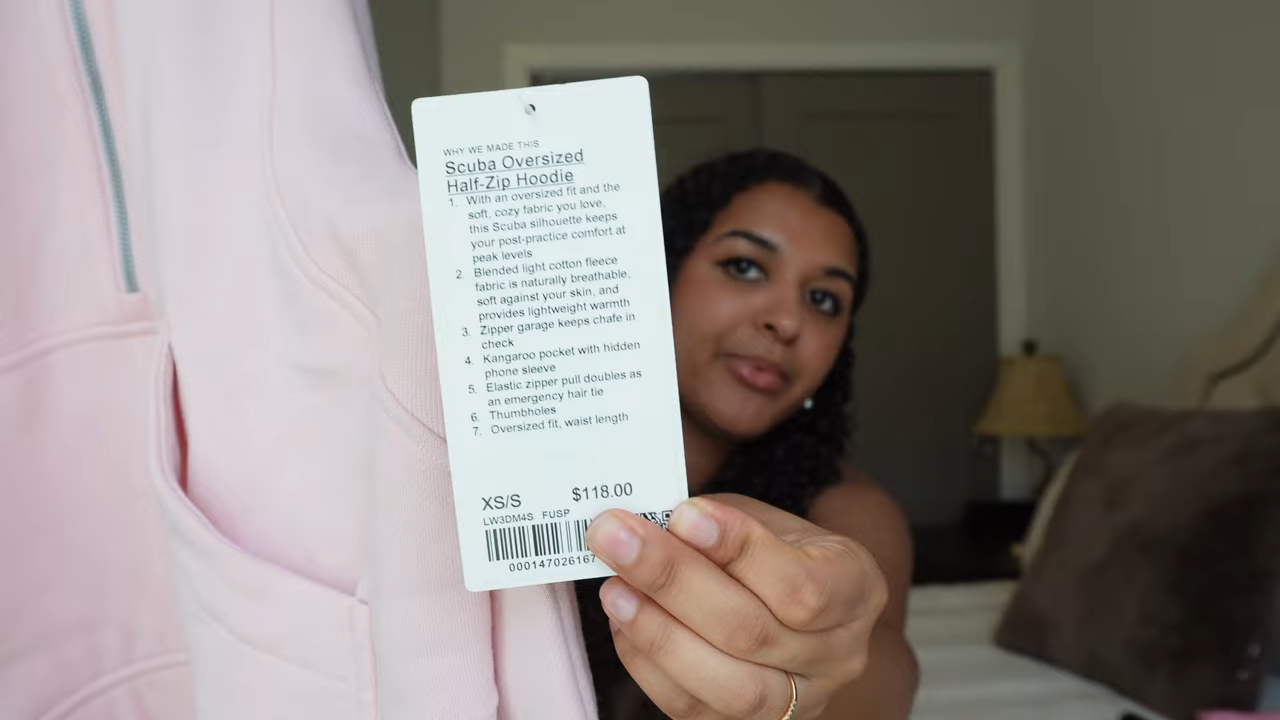 WHY WE MADE THIS
Scuba Oversized
Half-Zip Hoodie
1. With an oversized fit and the
soft, cozy fabric you love,
this Scuba silhouette keeps
your post-practice comfort at
peak levels
2. Blended light cotton fleece
fabric is naturally breathable,
soft against your skin, and
provides lightweight warmth
3. Zipper garage keeps chafe in
check
4. Kangaroo pocket with hidden
phone sleeve
5. Elastic zipper pull doubles as
an emergency hair tie
6. Thumbholes
7. Oversized fit, waist length
XS/S $118.00
LW3DM4S FUSP
000147026167